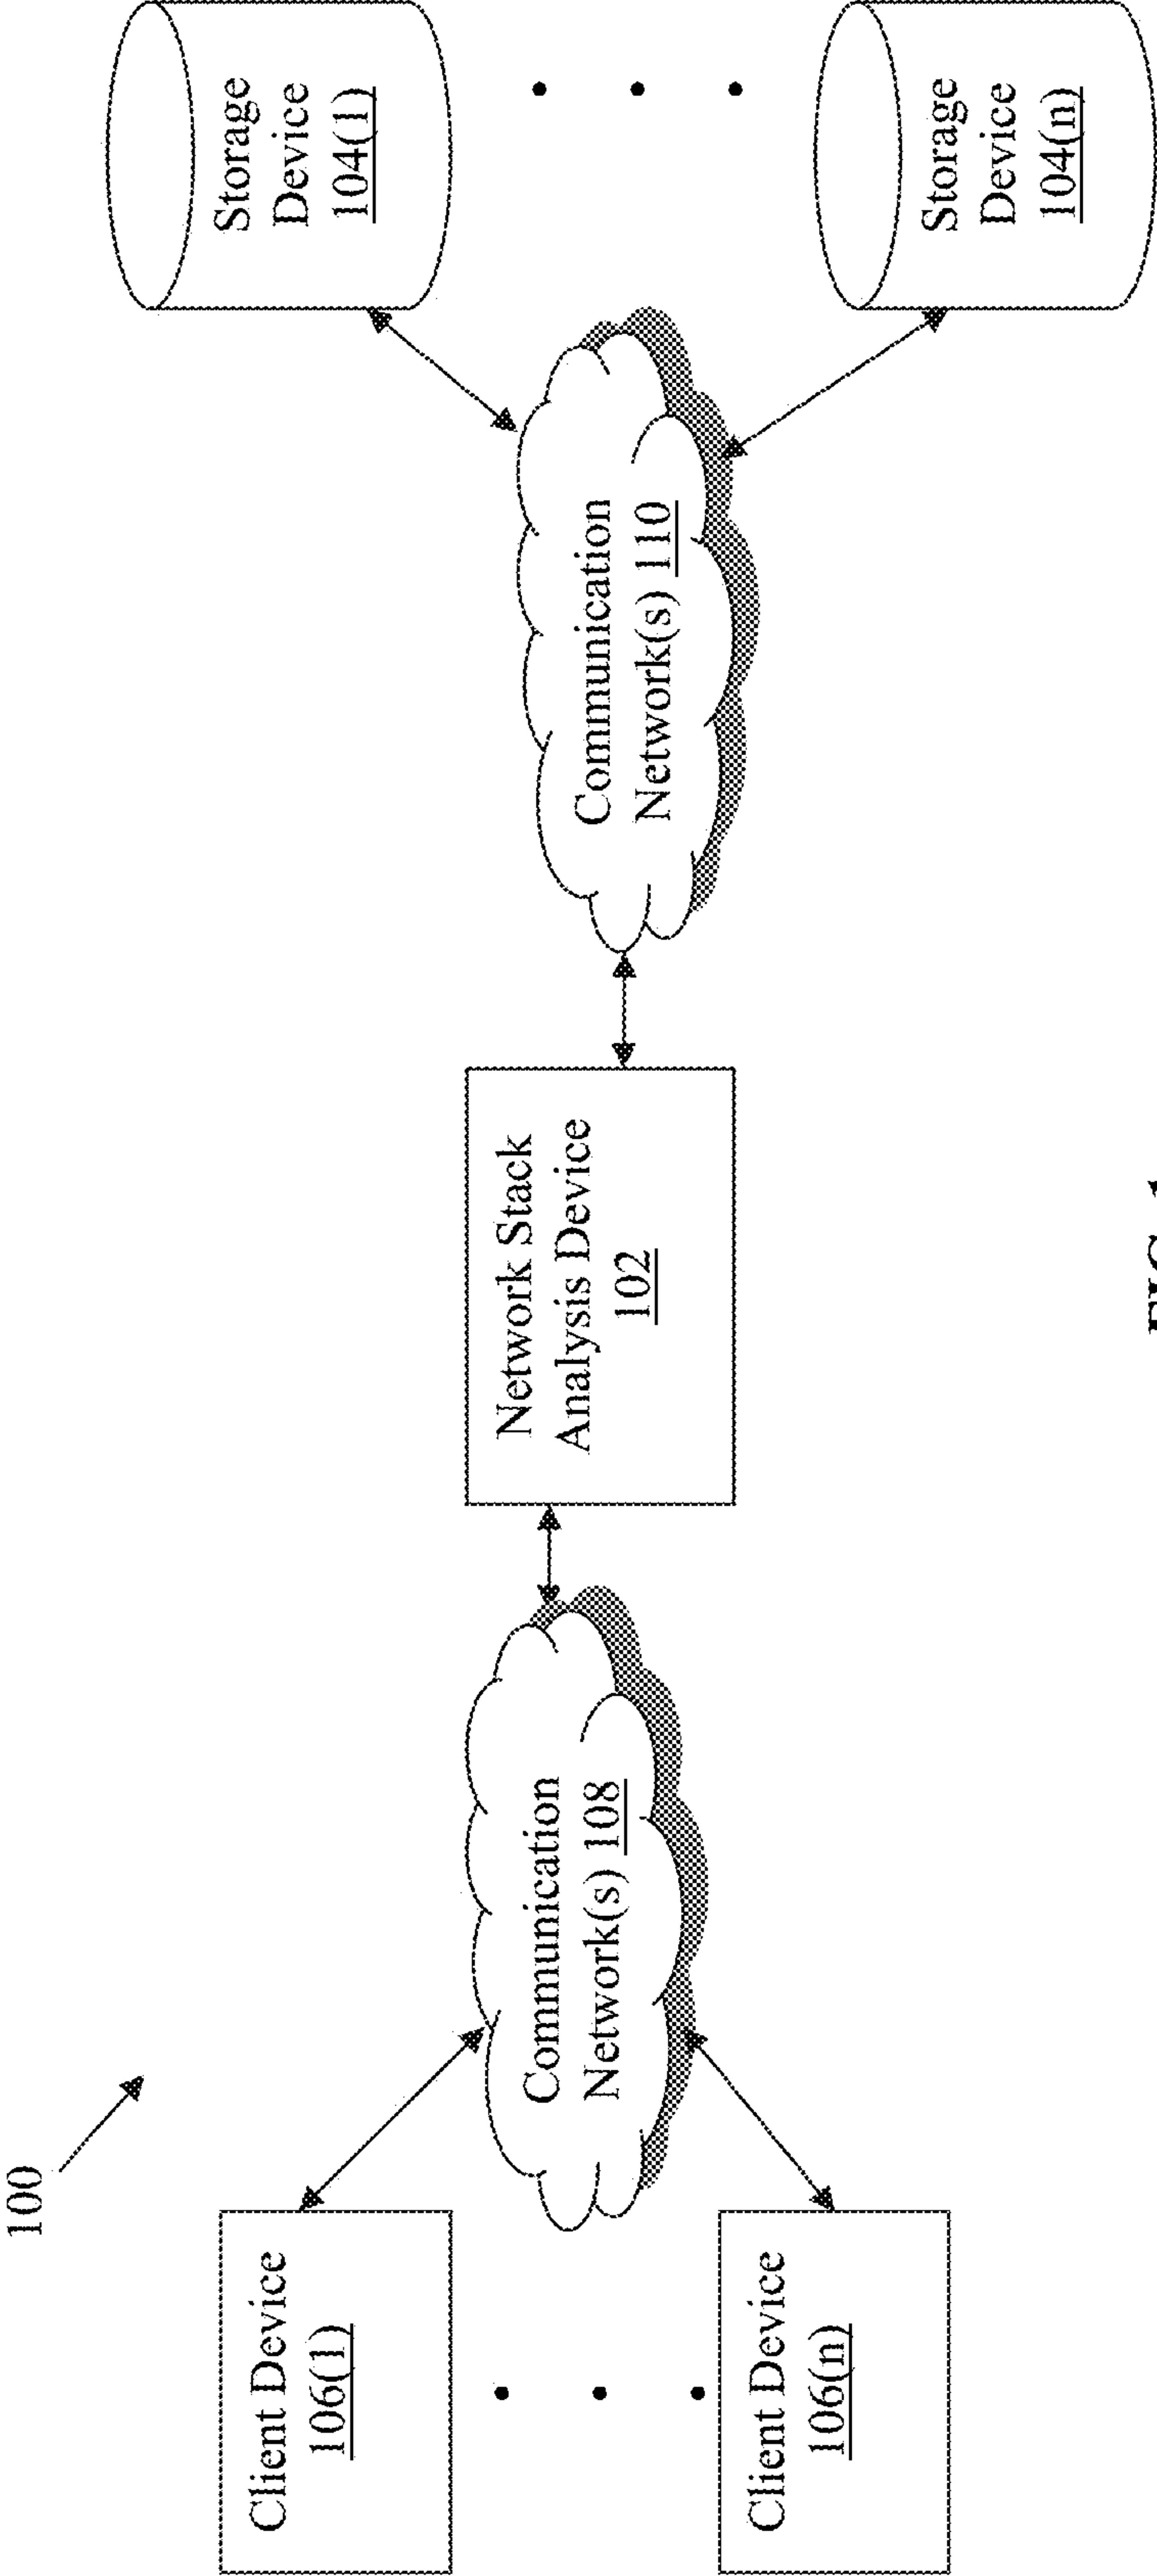 100
Client Device
106(1)
Client Device
106(n)
Communication
Network(s) 108
Network Stack
Analysis Device
102
Communication
Network(s) 110
Storage
Device
104(1)
Storage
Device
104(n)